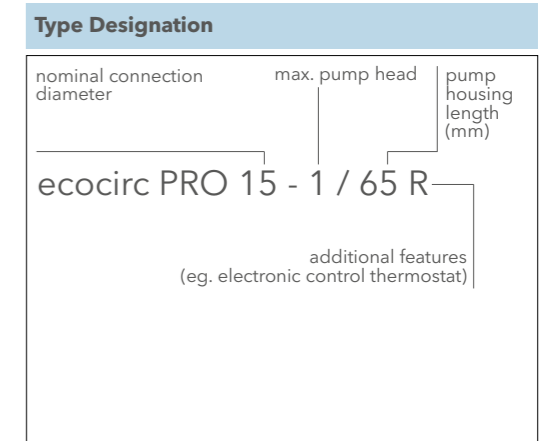 Type Designation
nominal connection
diameter
max. pump head
pump
housing
length
(mm)
ecocirc PRO 15 - 1 / 65 R
additional features
(eg. electronic control thermostat)